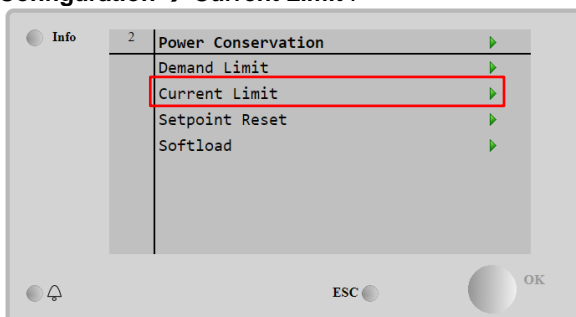 Configuration → Current Limit".
Info
2 Power Conservation
Demand Limit
Current Limit
Setpoint Reset
Softload
ESC
OK